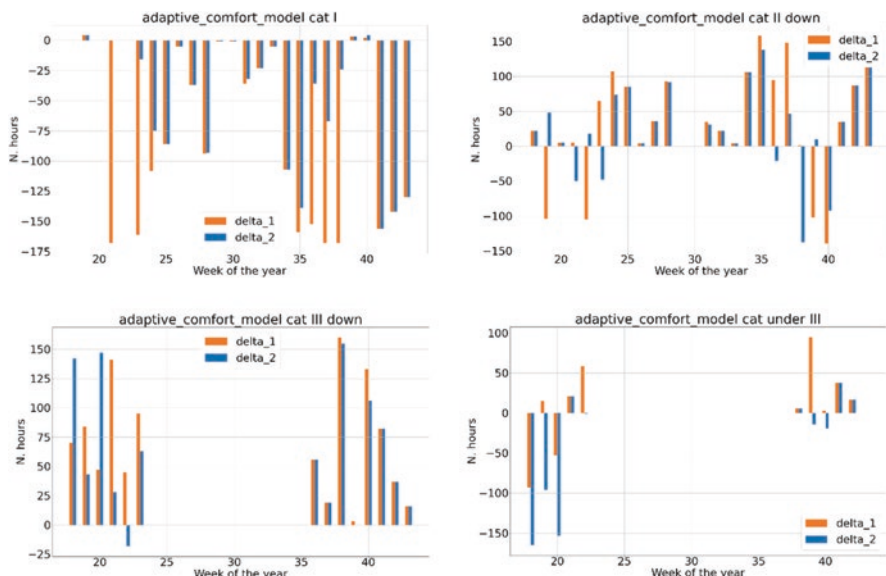 adaptive_comfort_model cat I
N. hours
0
−25
−50
−75
−100
−125
−150
−175
delta_1
delta_2
20 25 30 35 40
Week of the year
adaptive_comfort_model cat II down
N. hours
150
100
50
0
−50
−100
−150
delta_1
delta_2
20 25 30 35 40
Week of the year
adaptive_comfort_model cat III down
N. hours
150
125
100
75
50
25
0
−25
delta_1
delta_2
20 25 30 35 40
Week of the year
adaptive_comfort_model cat under III
N. hours
100
50
0
−50
−100
−150
delta_1
delta_2
20 25 30 35 40
Week of the year